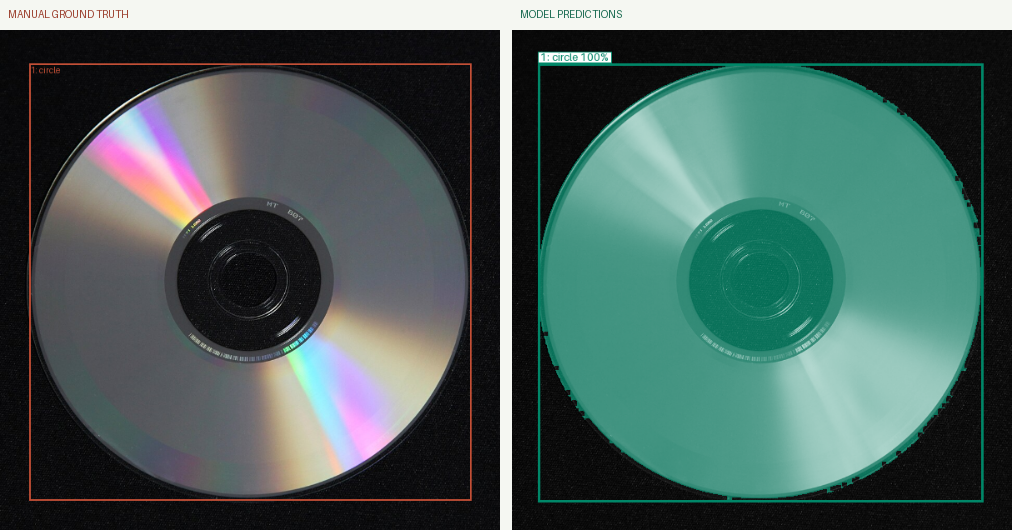 MANUAL GROUND TRUTH
MODEL PREDICTIONS
1: circle
1: circle 100%